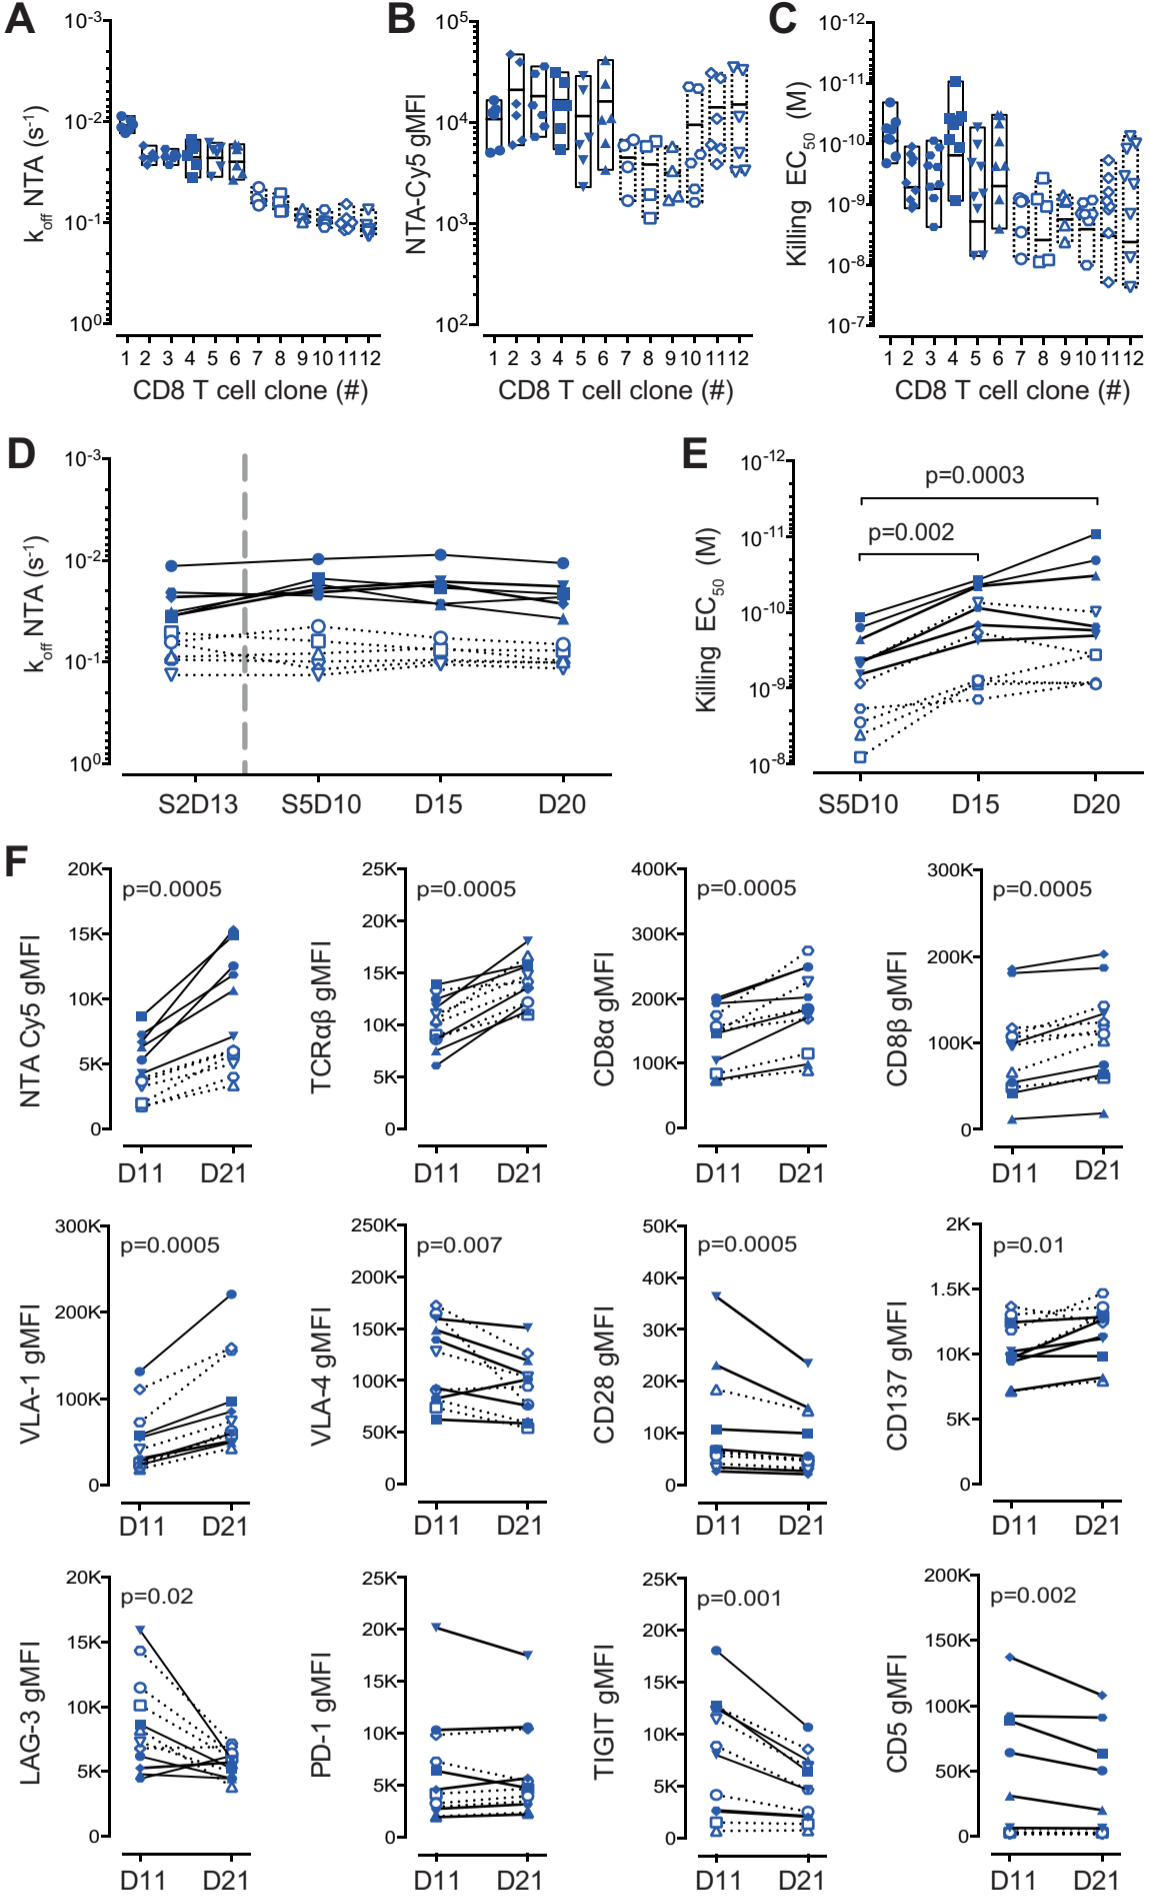 A
k_off NTA (s⁻¹)
10⁻³
10⁻²
10⁻¹
10⁰
1 2 3 4 5 6 7 8 9 10 11 12
CD8 T cell clone (#)
B
NTA-Cy5 gMFI
10⁵
10⁴
10³
10²
1 2 3 4 5 6 7 8 9 10 11 12
CD8 T cell clone (#)
C
Killing EC₅₀ (M)
10⁻¹²
10⁻¹¹
10⁻¹⁰
10⁻⁹
10⁻⁸
10⁻⁷
1 2 3 4 5 6 7 8 9 10 11 12
CD8 T cell clone (#)
D
k_off NTA (s⁻¹)
10⁻³
10⁻²
10⁻¹
10⁰
S2D13 S5D10 D15 D20
E
Killing EC₅₀ (M)
10⁻¹²
10⁻¹¹
10⁻¹⁰
10⁻⁹
10⁻⁸
p=0.0003
p=0.002
S5D10 D15 D20
F
NTA Cy5 gMFI
20K
15K
10K
5K
0
p=0.0005
D11 D21
TCRαβ gMFI
25K
20K
15K
10K
5K
0
p=0.0005
D11 D21
CD8α gMFI
400K
300K
200K
100K
0
p=0.0005
D11 D21
CD8β gMFI
300K
200K
100K
0
p=0.0005
D11 D21
VLA-1 gMFI
300K
200K
100K
0
p=0.0005
D11 D21
VLA-4 gMFI
250K
200K
150K
100K
50K
0
p=0.007
D11 D21
CD28 gMFI
50K
40K
30K
20K
10K
0
p=0.0005
D11 D21
CD137 gMFI
2K
1.5K
10K
5K
0
p=0.01
D11 D21
LAG-3 gMFI
20K
15K
10K
5K
0
p=0.02
D11 D21
PD-1 gMFI
25K
20K
15K
10K
5K
0
D11 D21
TIGIT gMFI
25K
20K
15K
10K
5K
0
p=0.001
D11 D21
CD5 gMFI
200K
150K
100K
50K
0
p=0.002
D11 D21